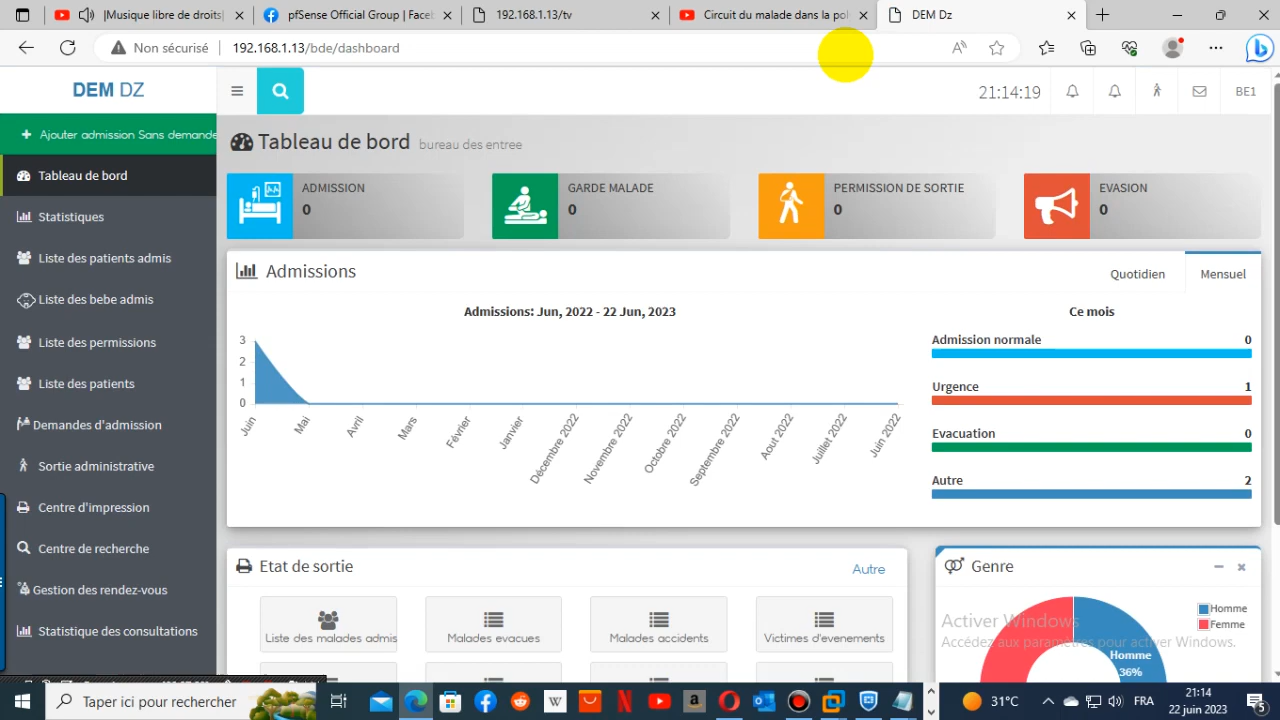 |Musique libre de droits|
pfSense Official Group | Facel
192.168.1.13/tv
Circuit du malade dans la pol
DEM Dz
Non sécurisé
192.168.1.13/bde/dashboard
DEM DZ
21:14:19
BE1
Ajouter admission Sans demande
Tableau de bord
Statistiques
Liste des patients admis
Liste des bebe admis
Liste des permissions
Liste des patients
Demandes d'admission
Sortie administrative
Centre d'impression
Centre de recherche
Gestion des rendez-vous
Statistique des consultations
Tableau de bord bureau des entree
ADMISSION
0
GARDE MALADE
0
PERMISSION DE SORTIE
0
EVASION
0
Admissions
Quotidien
Mensuel
Admissions: Jun, 2022 - 22 Jun, 2023
3
2
1
0
Juin
Mai
Avril
Mars
Février
Janvier
Décembre 2022
Novembre 2022
Octobre 2022
Septembre 2022
Aout 2022
Juillet 2022
Juin 2022
Ce mois
Admission normale 0
Urgence 1
Evacuation 0
Autre 2
Etat de sortie
Autre
Liste des malades admis
Malades evacues
Malades accidents
Victimes d'evenements
Genre
Homme
Femme
Homme
36%
Activer Windows
Accédez aux paramètres pour activer Windows.
Taper ici pour rechercher
31°C
FRA
21:14
22 juin 2023
5